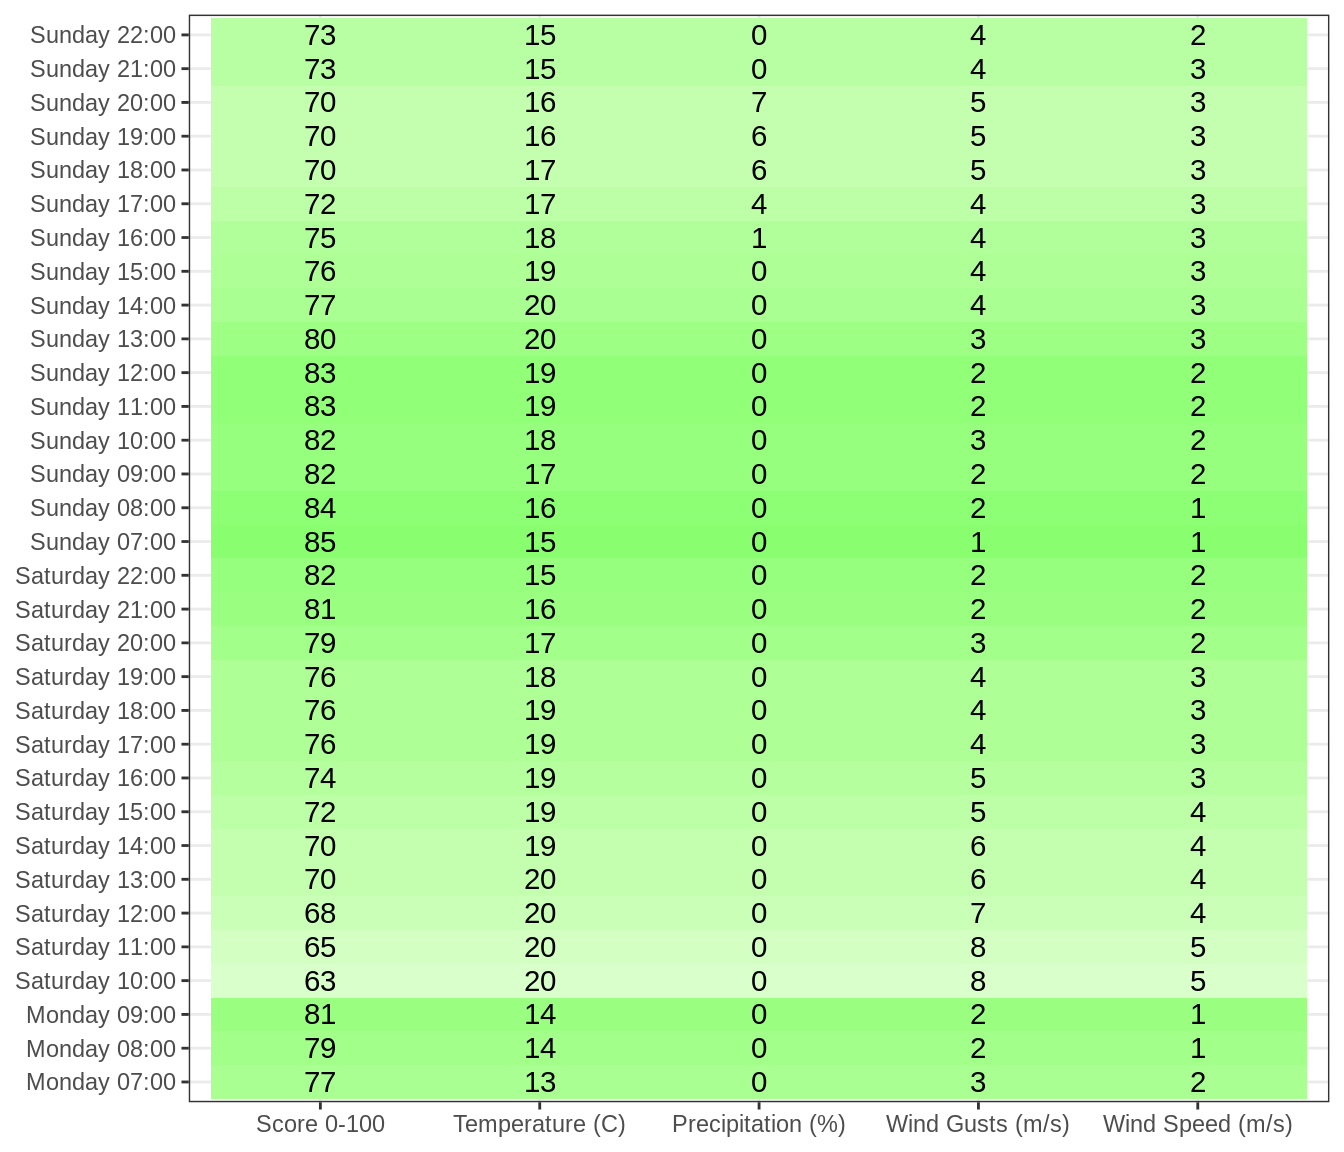 Sunday 22:00 73 15 0 4 2
Sunday 21:00 73 15 0 4 3
Sunday 20:00 70 16 7 5 3
Sunday 19:00 70 16 6 5 3
Sunday 18:00 70 17 6 5 3
Sunday 17:00 72 17 4 4 3
Sunday 16:00 75 18 1 4 3
Sunday 15:00 76 19 0 4 3
Sunday 14:00 77 20 0 4 3
Sunday 13:00 80 20 0 3 3
Sunday 12:00 83 19 0 2 2
Sunday 11:00 83 19 0 2 2
Sunday 10:00 82 18 0 3 2
Sunday 09:00 82 17 0 2 2
Sunday 08:00 84 16 0 2 1
Sunday 07:00 85 15 0 1 1
Saturday 22:00 82 15 0 2 2
Saturday 21:00 81 16 0 2 2
Saturday 20:00 79 17 0 3 2
Saturday 19:00 76 18 0 4 3
Saturday 18:00 76 19 0 4 3
Saturday 17:00 76 19 0 4 3
Saturday 16:00 74 19 0 5 3
Saturday 15:00 72 19 0 5 4
Saturday 14:00 70 19 0 6 4
Saturday 13:00 70 20 0 6 4
Saturday 12:00 68 20 0 7 4
Saturday 11:00 65 20 0 8 5
Saturday 10:00 63 20 0 8 5
Monday 09:00 81 14 0 2 1
Monday 08:00 79 14 0 2 1
Monday 07:00 77 13 0 3 2
Score 0-100 Temperature (C) Precipitation (%) Wind Gusts (m/s) Wind Speed (m/s)